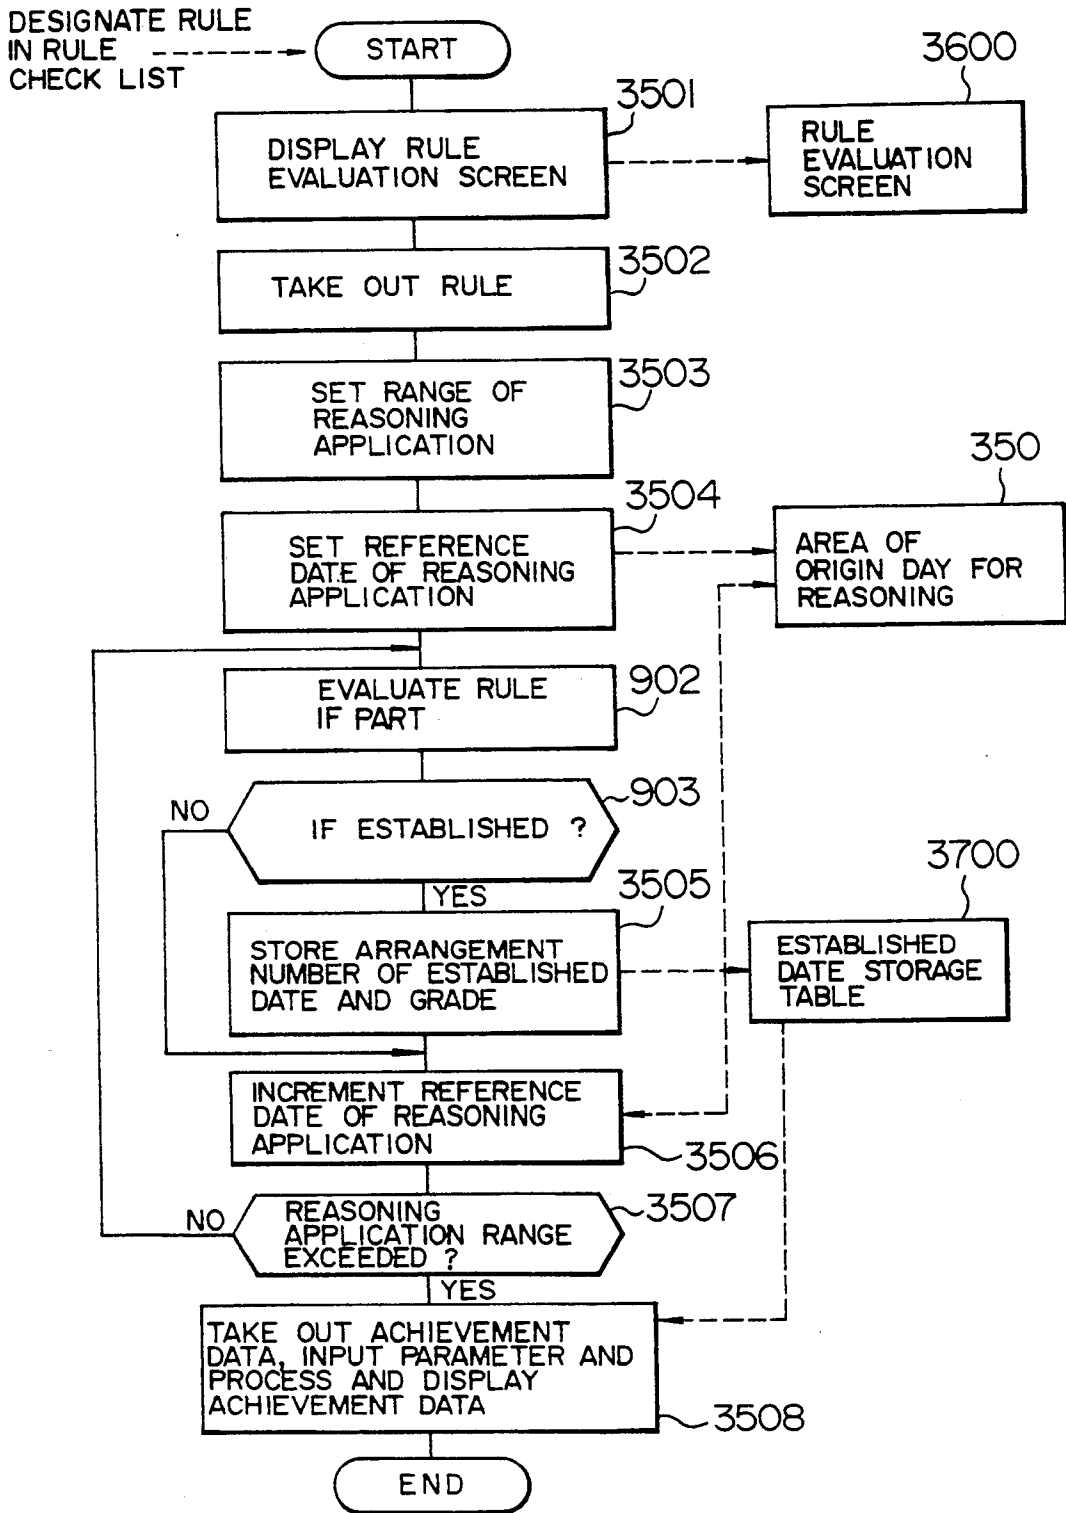 DESIGNATE RULE
IN RULE
CHECK LIST
START
3600
3501
DISPLAY RULE
EVALUATION SCREEN
RULE
EVALUATION
SCREEN
3502
TAKE OUT RULE
3503
SET RANGE OF
REASONING
APPLICATION
350
3504
SET REFERENCE
DATE OF REASONING
APPLICATION
AREA OF
ORIGIN DAY FOR
REASONING
902
EVALUATE RULE
IF PART
903
NO
IF ESTABLISHED ?
YES
3505
3700
STORE ARRANGEMENT
NUMBER OF ESTABLISHED
DATE AND GRADE
ESTABLISHED
DATE STORAGE
TABLE
INCREMENT REFERENCE
DATE OF REASONING
APPLICATION
3506
3507
NO
REASONING
APPLICATION RANGE
EXCEEDED ?
YES
TAKE OUT ACHIEVEMENT
DATA, INPUT PARAMETER AND
PROCESS AND DISPLAY
ACHIEVEMENT DATA
3508
END